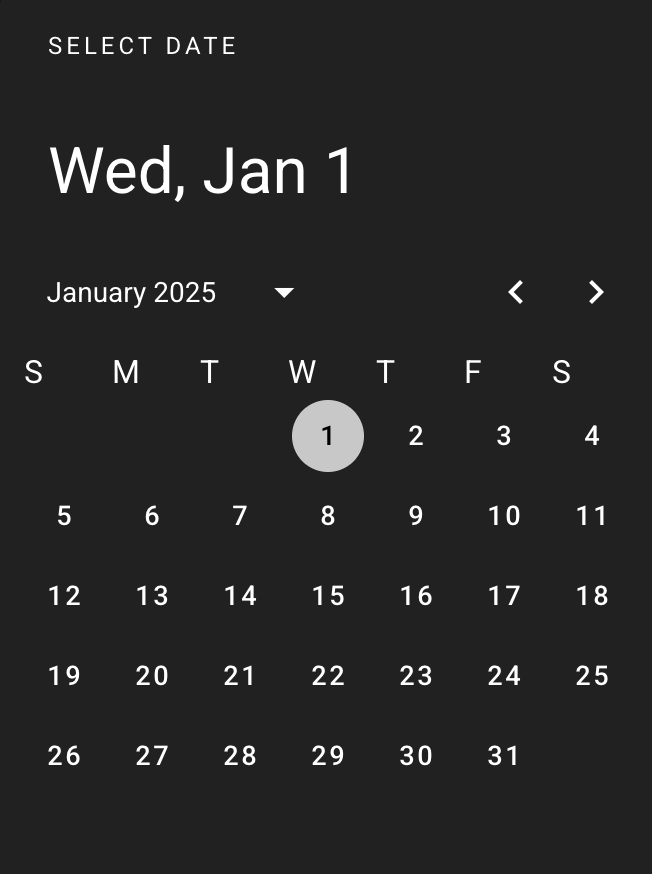 SELECT DATE
Wed, Jan 1
January 2025
S M T W T F S
1 2 3 4
5 6 7 8 9 10 11
12 13 14 15 16 17 18
19 20 21 22 23 24 25
26 27 28 29 30 31